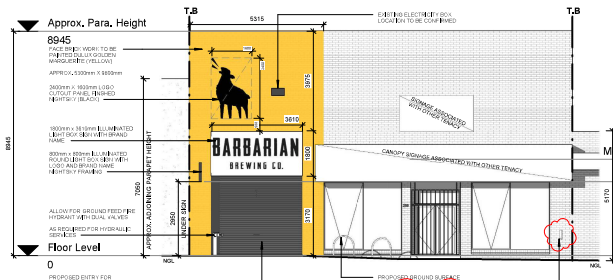 T.B
T.B
Approx. Para. Height
8945
5315
EXISTING ELECTRICITY BOX
LOCATION TO BE CONFIRMED
FACE BRICK WORK TO BE
PAINTED DULUX GOLDEN
MARGUERITE (YELLOW)
APPROX. 5300mm X 8650mm
2400mm X 1600mm LOGO
CUTOUT PANEL FINISHED
NIGHTSKY (BLACK)
3975
SIGNAGE ASSOCIATED
WITH OTHER TENACY
8945
3610
1800mm X 3615mm ILLUMINATED
LIGHT BOX SIGN WITH BRAND
NAME
BARBARIAN
BREWING CO.
1800
CANOPY SIGNAGE ASSOCIATED WITH OTHER TENACY
M
800mm x 800mm ILLUMINATED
ROUND LIGHT BOX SIGN WITH
LOGO AND BRAND NAME
NIGHTSKY FRAMING
7050
APPROX. ADJOINING PARAPET HEIGHT
2950
UNDER SIGN
3170
5170
ALLOW FOR GROUND FEED FIRE
HYDRANT WITH DUAL VALVES
AS REQUIRED FOR HYDRAULIC
SERVICES
Floor Level
0
NGL
NGL
PROPOSED ENTRY FOR
PROPOSED GROUND SURFACE